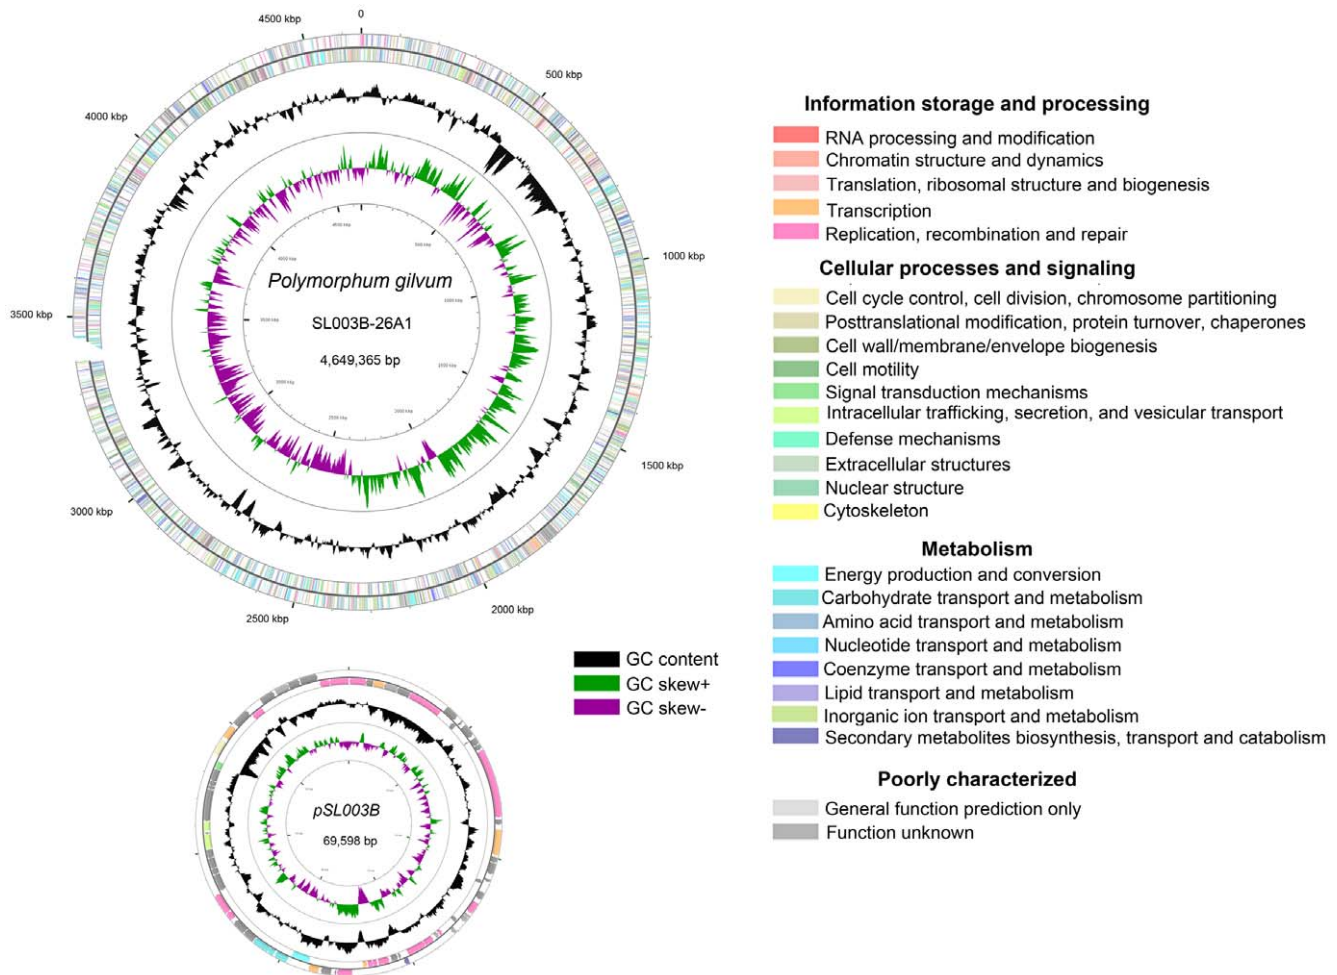 4500 kbp
0
500 kbp
1000 kbp
1500 kbp
2000 kbp
2500 kbp
3000 kbp
3500 kbp
4000 kbp
Polymorphum gilvum
SL003B-26A1
4,649,365 bp
GC content
GC skew+
GC skew-
pSL003B
69,598 bp
Information storage and processing
RNA processing and modification
Chromatin structure and dynamics
Translation, ribosomal structure and biogenesis
Transcription
Replication, recombination and repair
Cellular processes and signaling
Cell cycle control, cell division, chromosome partitioning
Posttranslational modification, protein turnover, chaperones
Cell wall/membrane/envelope biogenesis
Cell motility
Signal transduction mechanisms
Intracellular trafficking, secretion, and vesicular transport
Defense mechanisms
Extracellular structures
Nuclear structure
Cytoskeleton
Metabolism
Energy production and conversion
Carbohydrate transport and metabolism
Amino acid transport and metabolism
Nucleotide transport and metabolism
Coenzyme transport and metabolism
Lipid transport and metabolism
Inorganic ion transport and metabolism
Secondary metabolites biosynthesis, transport and catabolism
Poorly characterized
General function prediction only
Function unknown